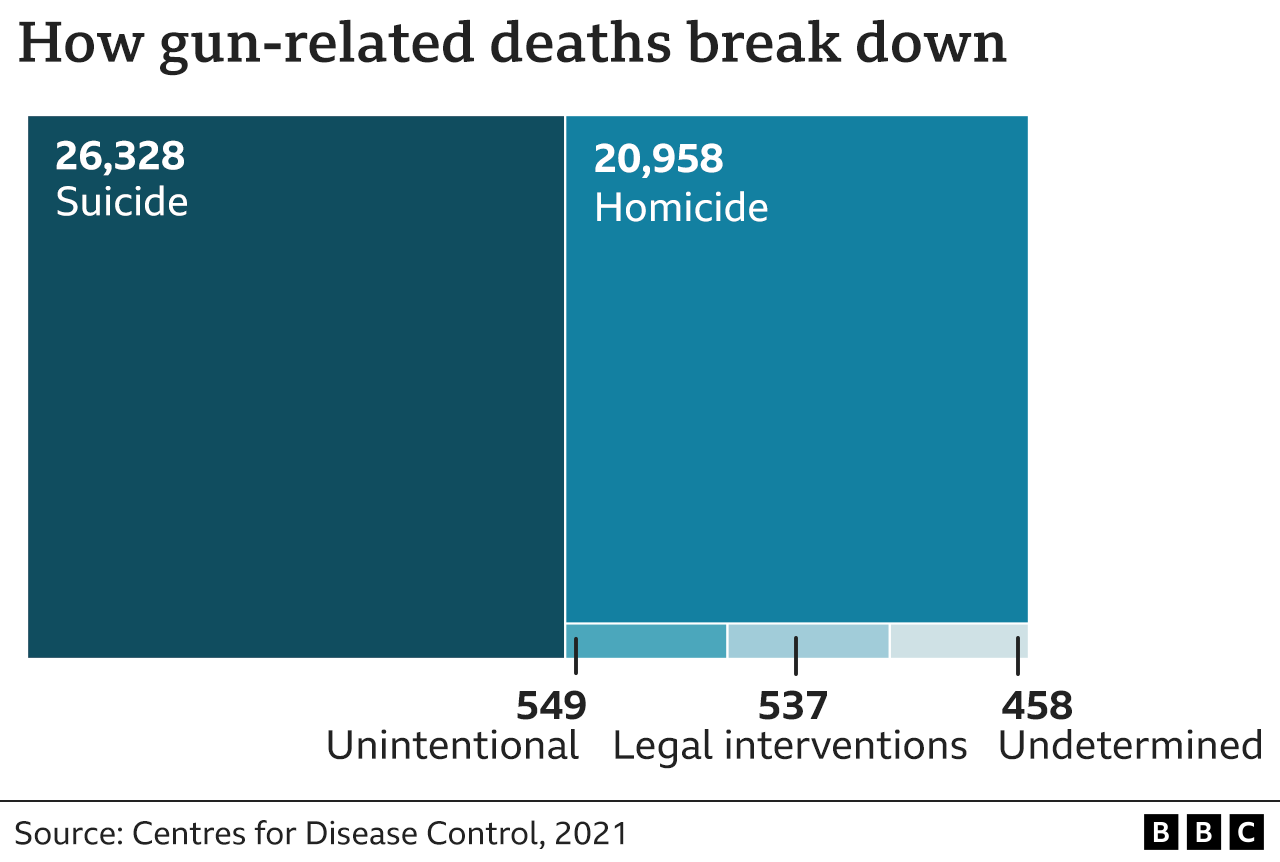 How gun-related deaths break down
26,328
Suicide
20,958
Homicide
549
Unintentional
537
Legal interventions
458
Undetermined
Source: Centres for Disease Control, 2021
BBC